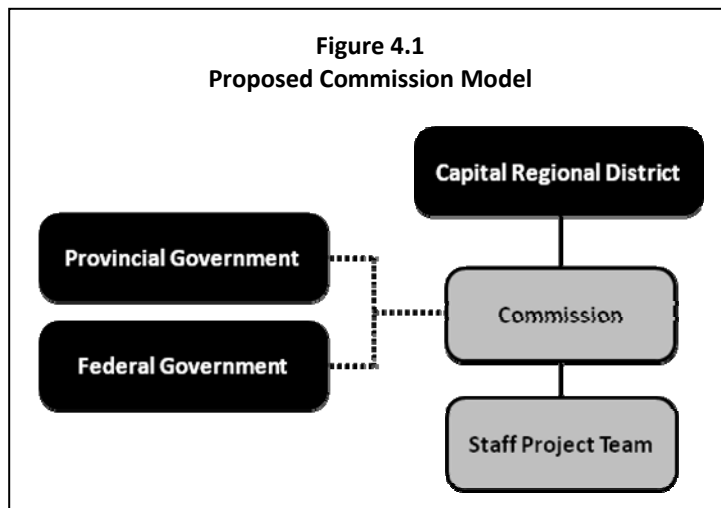 Figure 4.1
Proposed Commission Model
Capital Regional District
Provincial Government
Commission
Federal Government
Staff Project Team